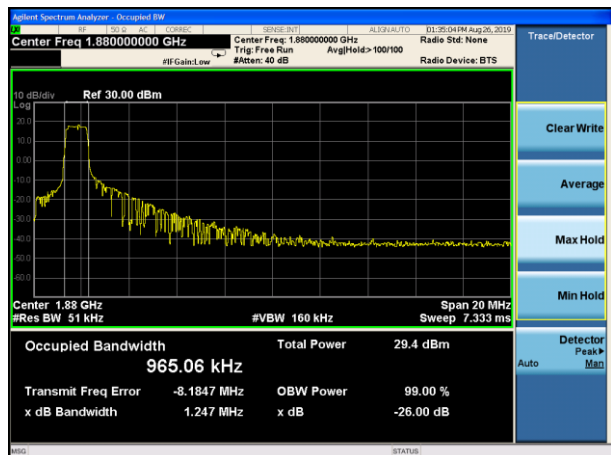 Agilent Spectrum Analyzer - Occupied BW
RF 50 Ω AC CORREC SENSE:INT ALIGNAUTO 01:35:04 PM Aug 26, 2019
Center Freq 1.880000000 GHz Center Freq: 1.880000000 GHz Radio Std: None
Trig: Free Run Avg|Hold:> 100/100
#IFGain:Low #Atten: 40 dB Radio Device: BTS
10 dB/div Ref 30.00 dBm
Log
20.0
10.0
0.00
-10.0
-20.0
-30.0
-40.0
-50.0
-60.0
Center 1.88 GHz Span 20 MHz
#Res BW 51 kHz #VBW 160 kHz Sweep 7.333 ms
Occupied Bandwidth Total Power 29.4 dBm
965.06 kHz
Transmit Freq Error -8.1847 MHz OBW Power 99.00 %
x dB Bandwidth 1.247 MHz x dB -26.00 dB
MSG STATUS
Trace/Detector
Clear Write
Average
Max Hold
Min Hold
Detector
Peak▶
Auto Man